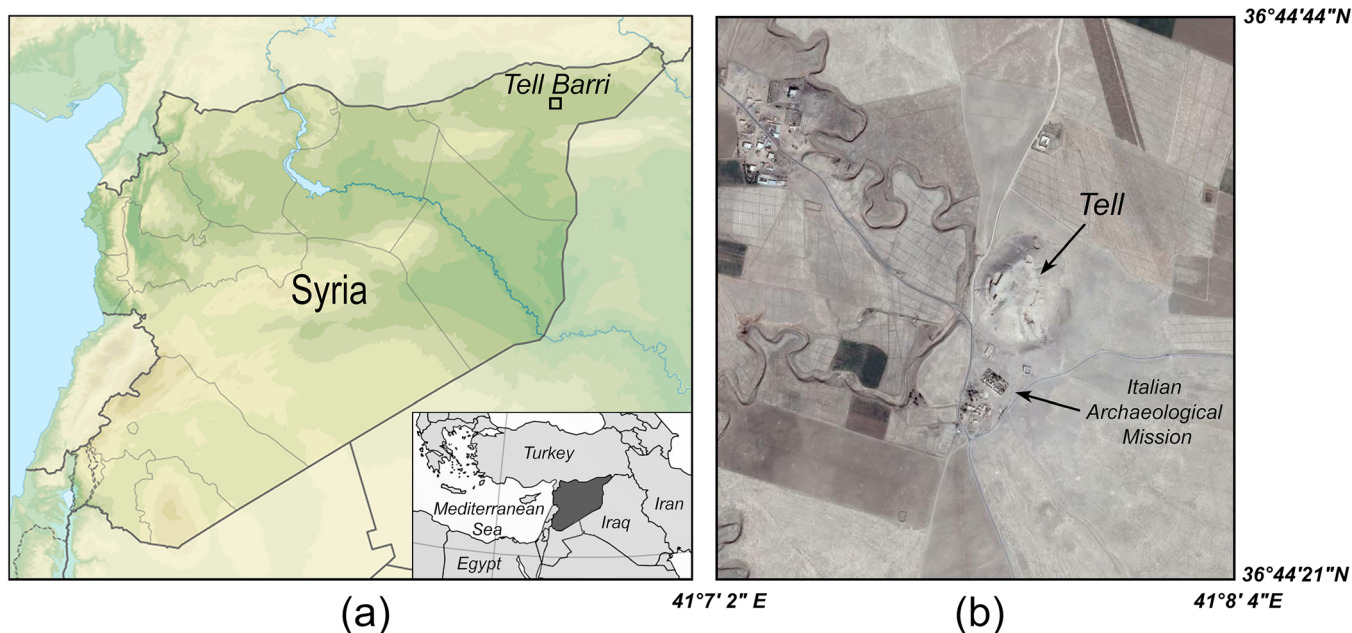 Tell Barri
Syria
Turkey
Mediterranean
Sea
Iraq
Iran
Egypt
(a)
36°44'44"N
Tell
Italian
Archaeological
Mission
36°44'21"N
41°7' 2" E
41°8' 4"E
(b)